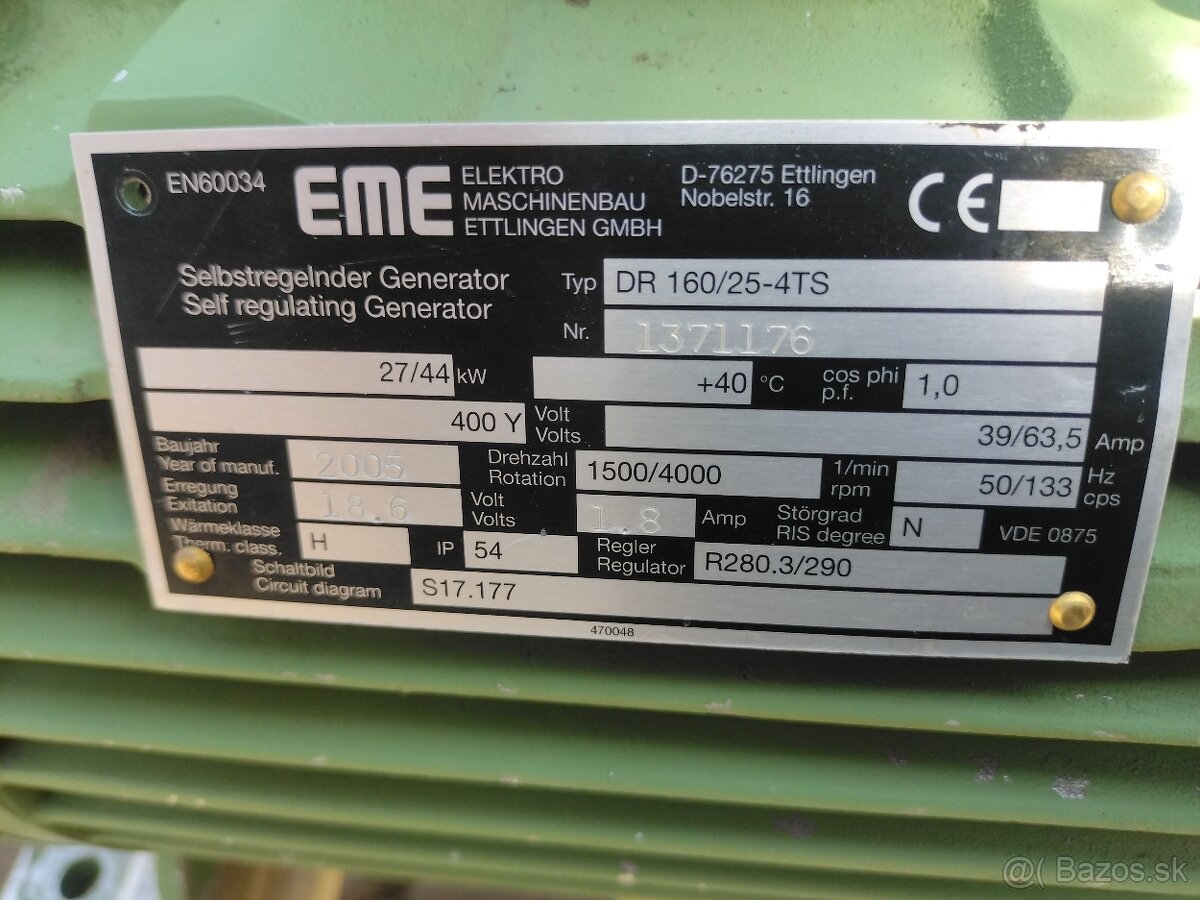 EN60034 EME ELEKTRO MASCHINENBAU ETTLINGEN GMBH
D-76275 Ettlingen
Nobelstr. 16
CE
Selbstregelnder Generator
Self regulating Generator
Typ DR 160/25-4TS
Nr. 1371176
27/44 kW +40 °C cos phi p.f. 1,0
400 Y Volt Volts 39/63,5 Amp
Baujahr Year of manuf. 2005 Drehzahl Rotation 1500/4000 1/min rpm 50/133 Hz cps
Erregung Exitation 18.6 Volt Volts 1.8 Amp Störgrad RIS degree N VDE 0875
Wärmeklasse Therm. class. H IP 54 Regler Regulator R280.3/290
Schaltbild Circuit diagram S17.177
470048
@( Bazos.sk